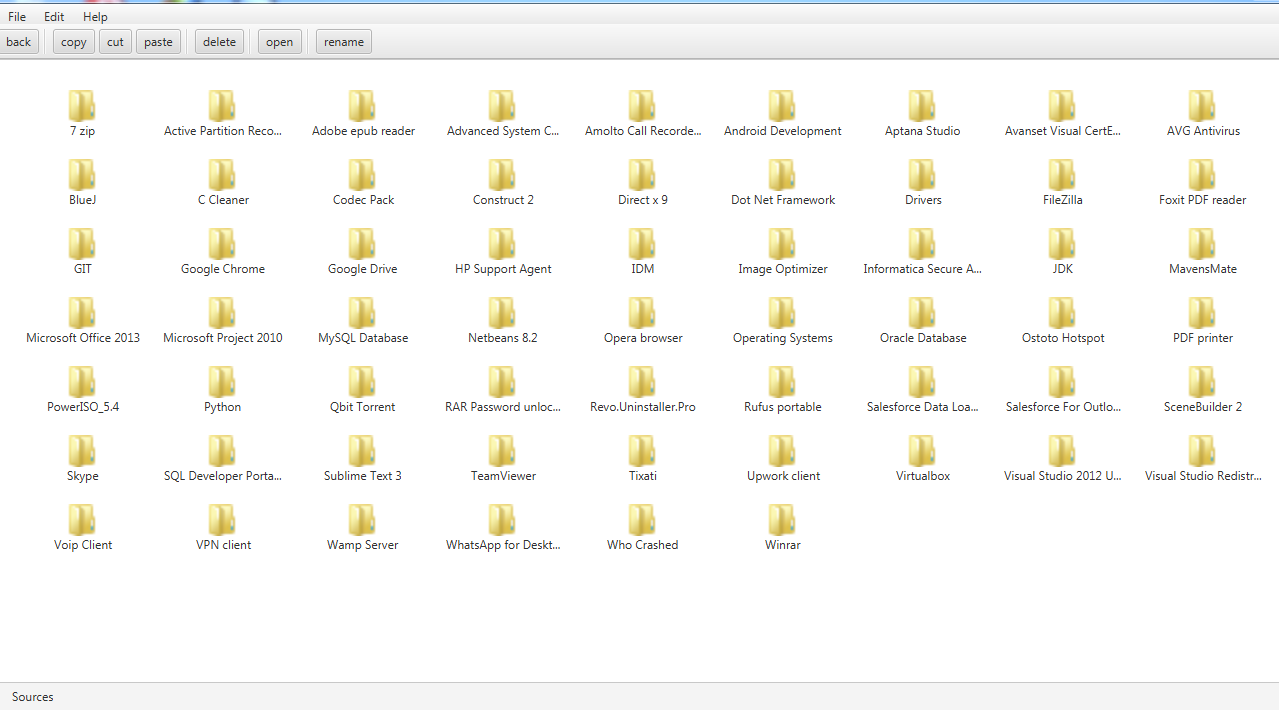 File Edit Help
back copy cut paste delete open rename
7 zip Active Partition Reco... Adobe epub reader Advanced System C... Amolto Call Recorde... Android Development Aptana Studio Avanset Visual CertE... AVG Antivirus
BlueJ C Cleaner Codec Pack Construct 2 Direct x 9 Dot Net Framework Drivers FileZilla Foxit PDF reader
GIT Google Chrome Google Drive HP Support Agent IDM Image Optimizer Informatica Secure A... JDK MavensMate
Microsoft Office 2013 Microsoft Project 2010 MySQL Database Netbeans 8.2 Opera browser Operating Systems Oracle Database Ostoto Hotspot PDF printer
PowerISO_5.4 Python Qbit Torrent RAR Password unloc... Revo.Uninstaller.Pro Rufus portable Salesforce Data Loa... Salesforce For Outlo... SceneBuilder 2
Skype SQL Developer Porta... Sublime Text 3 TeamViewer Tixati Upwork client Virtualbox Visual Studio 2012 U... Visual Studio Redistr...
Voip Client VPN client Wamp Server WhatsApp for Deskt... Who Crashed Winrar
Sources